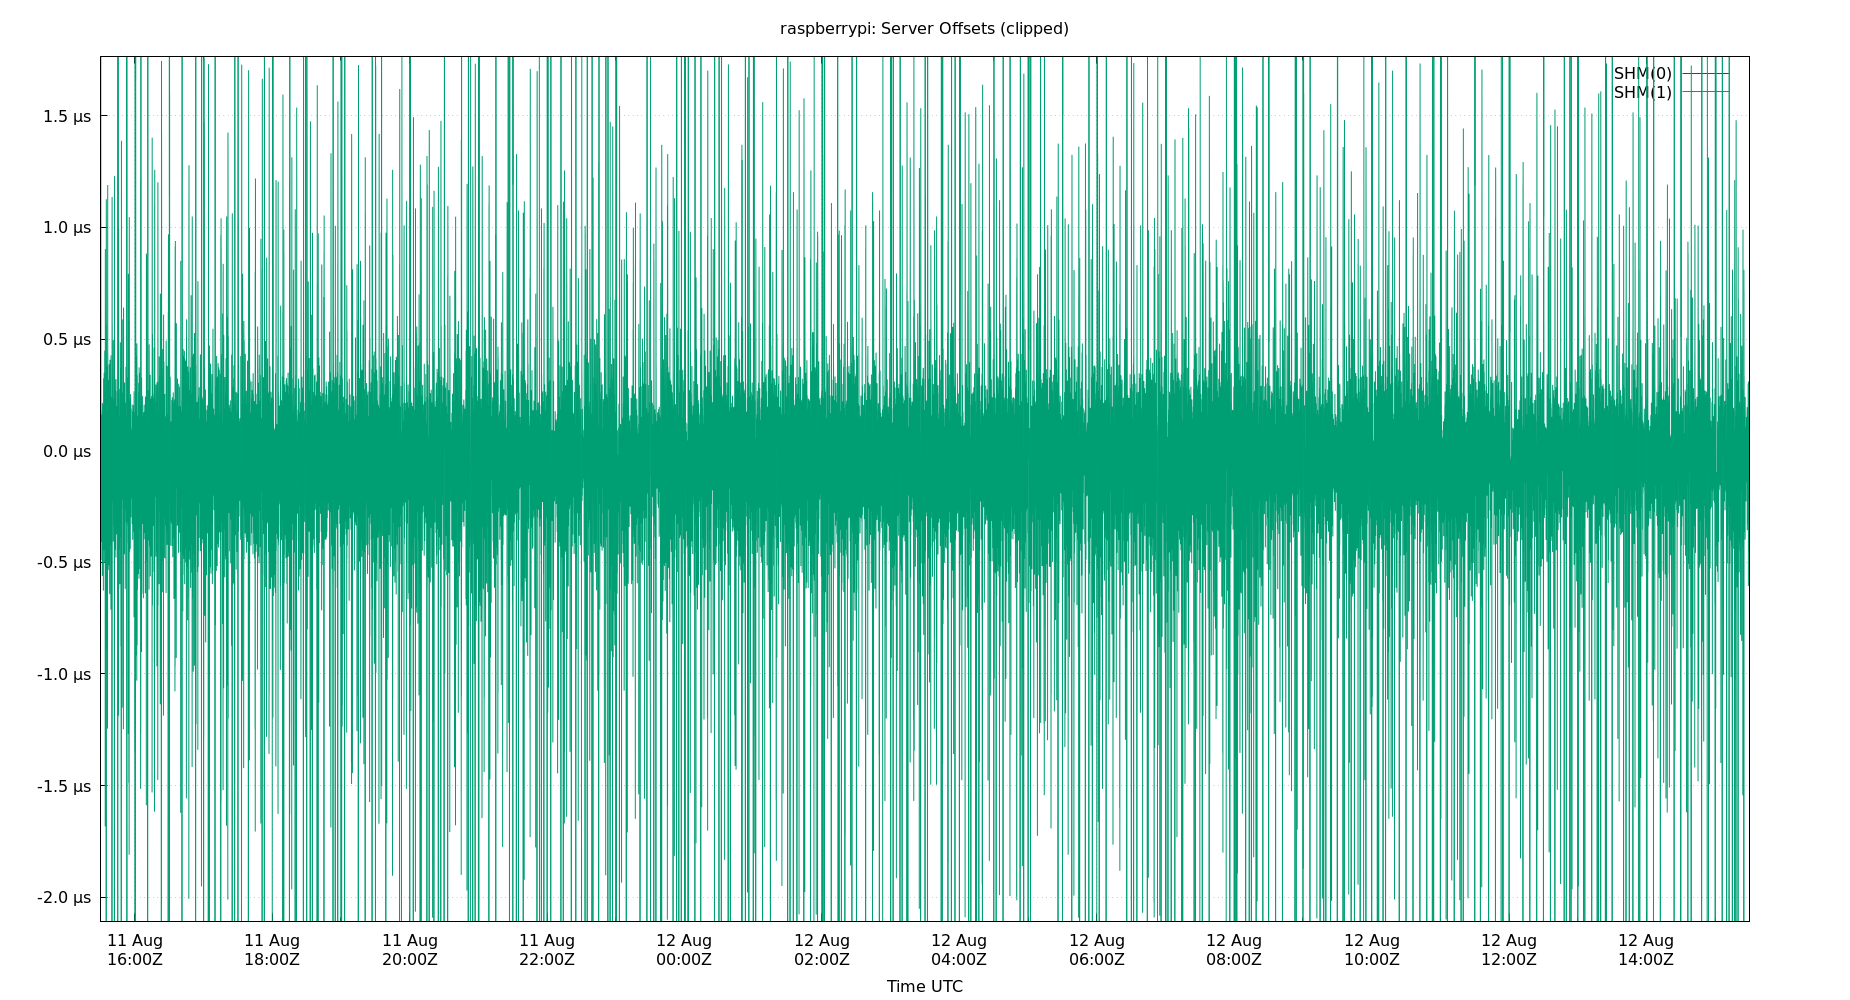 raspberrypi: Server Offsets (clipped)
SHM(0)
SHM(1)
1.5 µs
1.0 µs
0.5 µs
0.0 µs
-0.5 µs
-1.0 µs
-1.5 µs
-2.0 µs
11 Aug 11 Aug 11 Aug 11 Aug 12 Aug 12 Aug 12 Aug 12 Aug 12 Aug 12 Aug 12 Aug 12 Aug
16:00Z 18:00Z 20:00Z 22:00Z 00:00Z 02:00Z 04:00Z 06:00Z 08:00Z 10:00Z 12:00Z 14:00Z
Time UTC